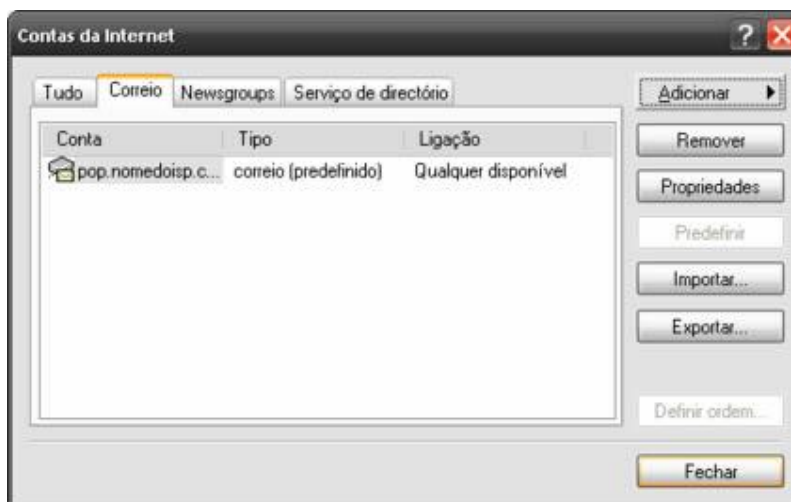 Contas da Internet
Tudo Correio Newsgroups Serviço de directório
Conta Tipo Ligação
pop.nomedoisp.c... correio (predefinido) Qualquer disponível
Adicionar
Remover
Propriedades
Predefinir
Importar...
Exportar...
Definir ordem...
Fechar